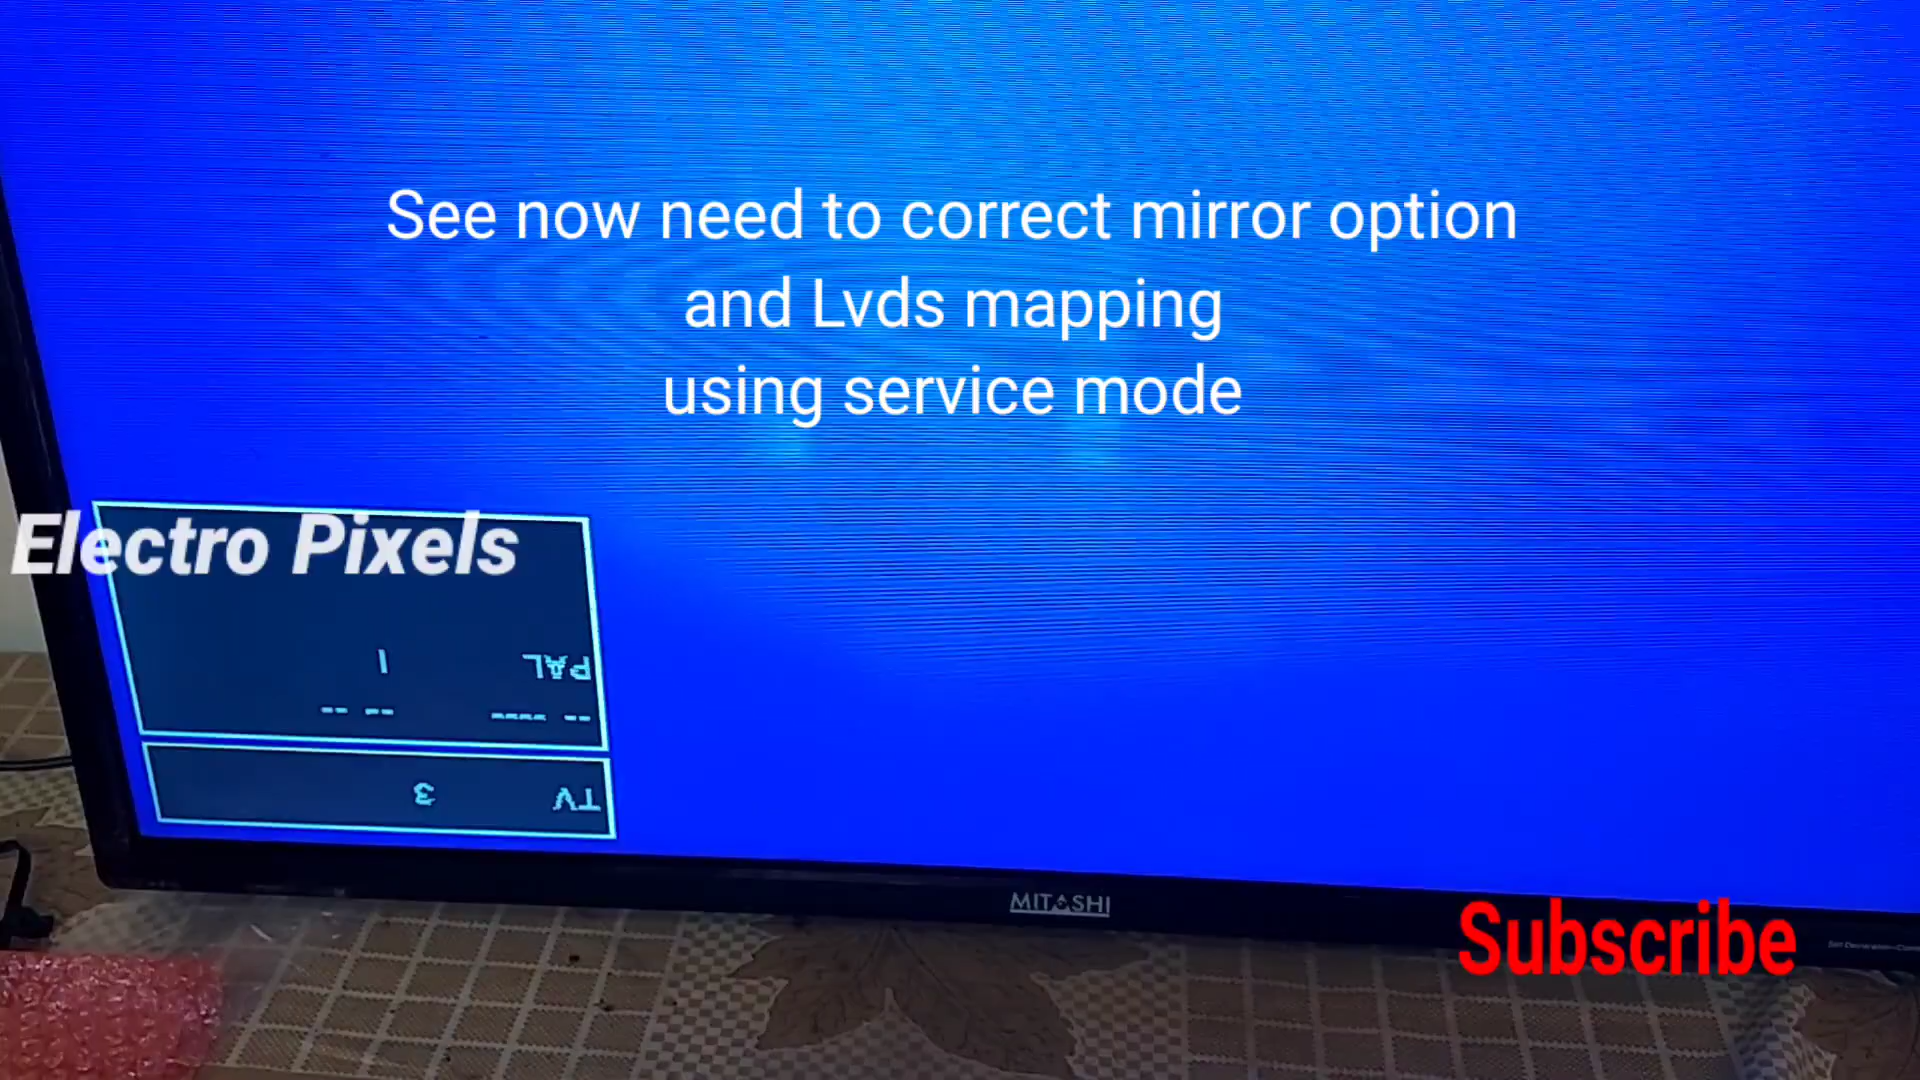 See now need to correct mirror option
and Lvds mapping
using service mode
Electro Pixels
I PAL
-- -- ---- --
3 TV
MITASHI
Subscribe